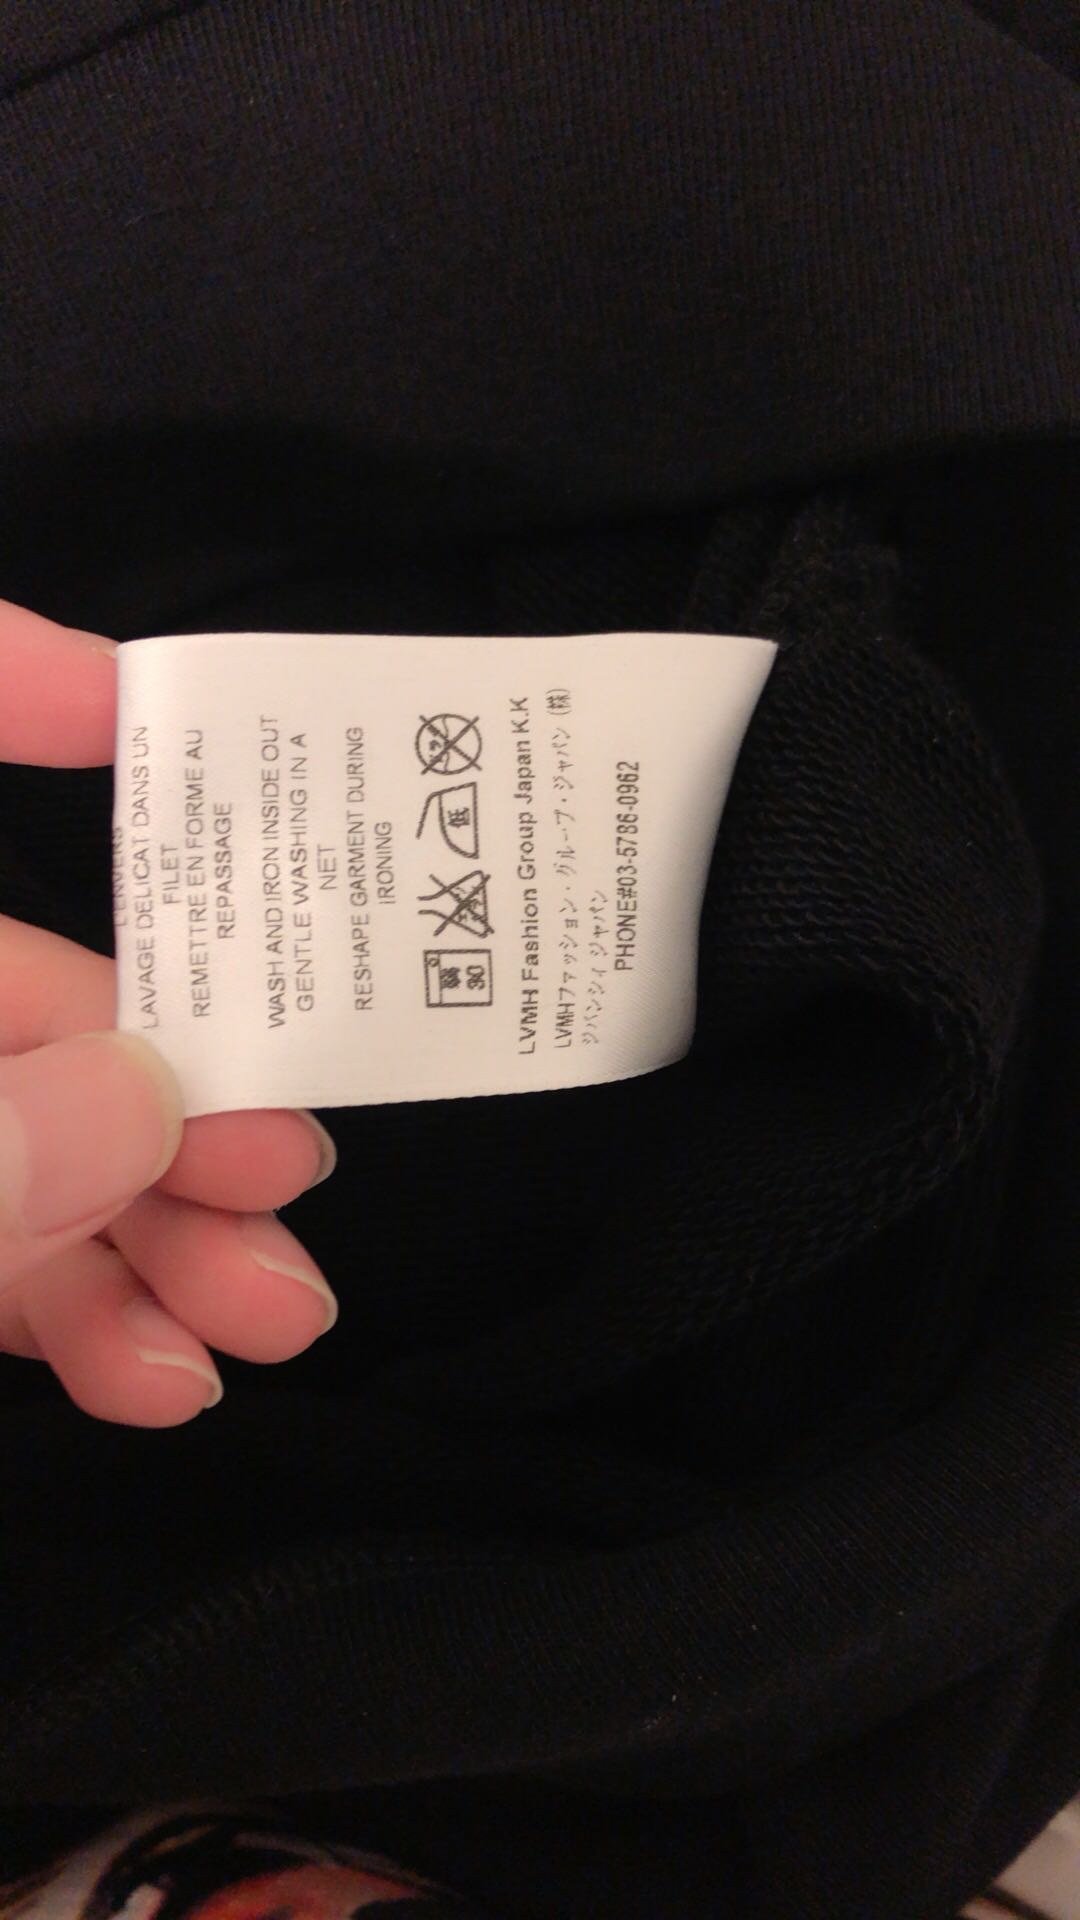 LAVAGE DELICAT DANS UN
FILET
REMETTRE EN FORME AU
REPASSAGE
WASH AND IRON INSIDE OUT
GENTLE WASHING IN A
NET
RESHAPE GARMENT DURING
IRONING
弱 30 低 ドライ
LVMH Fashion Group Japan K.K
LVMHファッション・グループ・ジャパン(株)
ジバンシィ ジャパン
PHONE#03-5786-0962